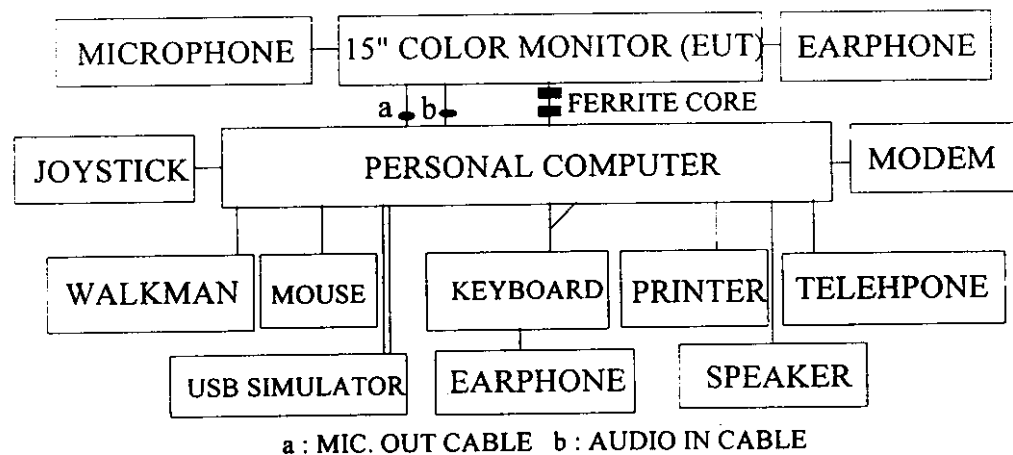 MICROPHONE
15" COLOR MONITOR (EUT)
EARPHONE
a
b
FERRITE CORE
JOYSTICK
PERSONAL COMPUTER
MODEM
WALKMAN
MOUSE
KEYBOARD
PRINTER
TELEHPONE
USB SIMULATOR
EARPHONE
SPEAKER
a : MIC. OUT CABLE b : AUDIO IN CABLE